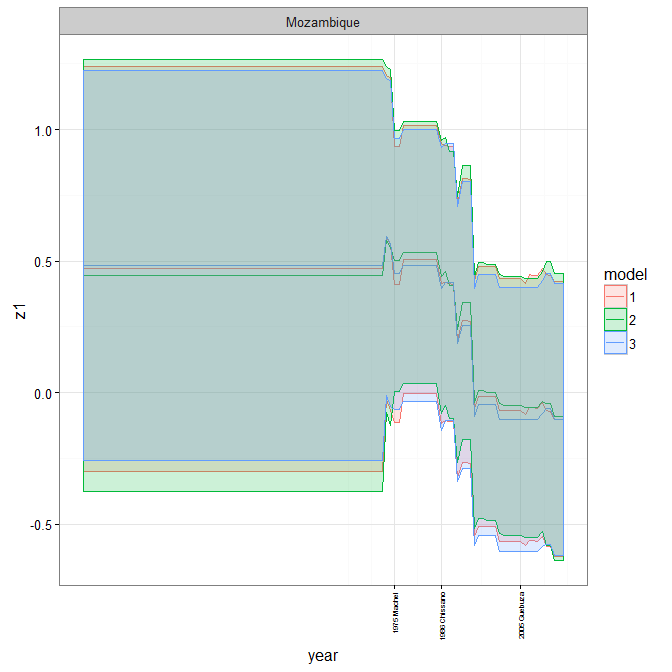 Mozambique
1.0
0.5
0.0
-0.5
z1
1975 Machel
1986 Chissano
2005 Guebuza
year
model
1
2
3